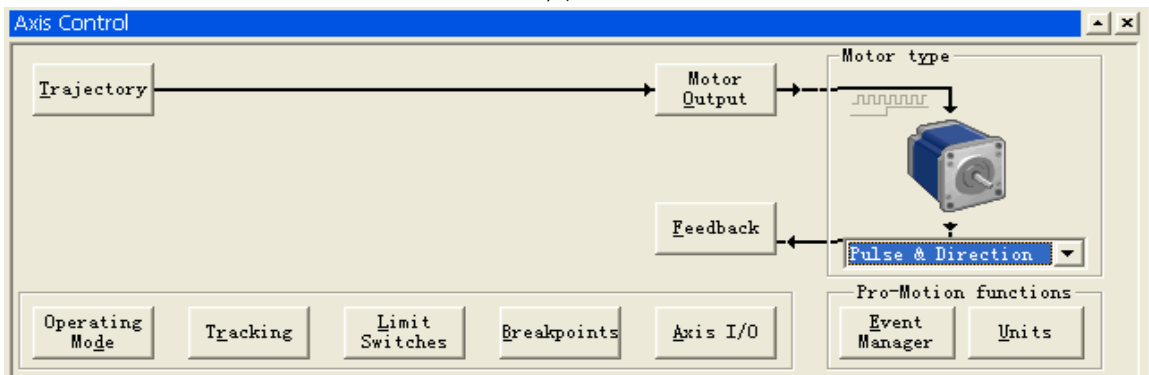 Axis Control
Motor type
Trajectory
Motor
Output
Feedback
Pulse & Direction
Pro-Motion functions
Operating
Mode
Tracking
Limit
Switches
Breakpoints
Axis I/O
Event
Manager
Units